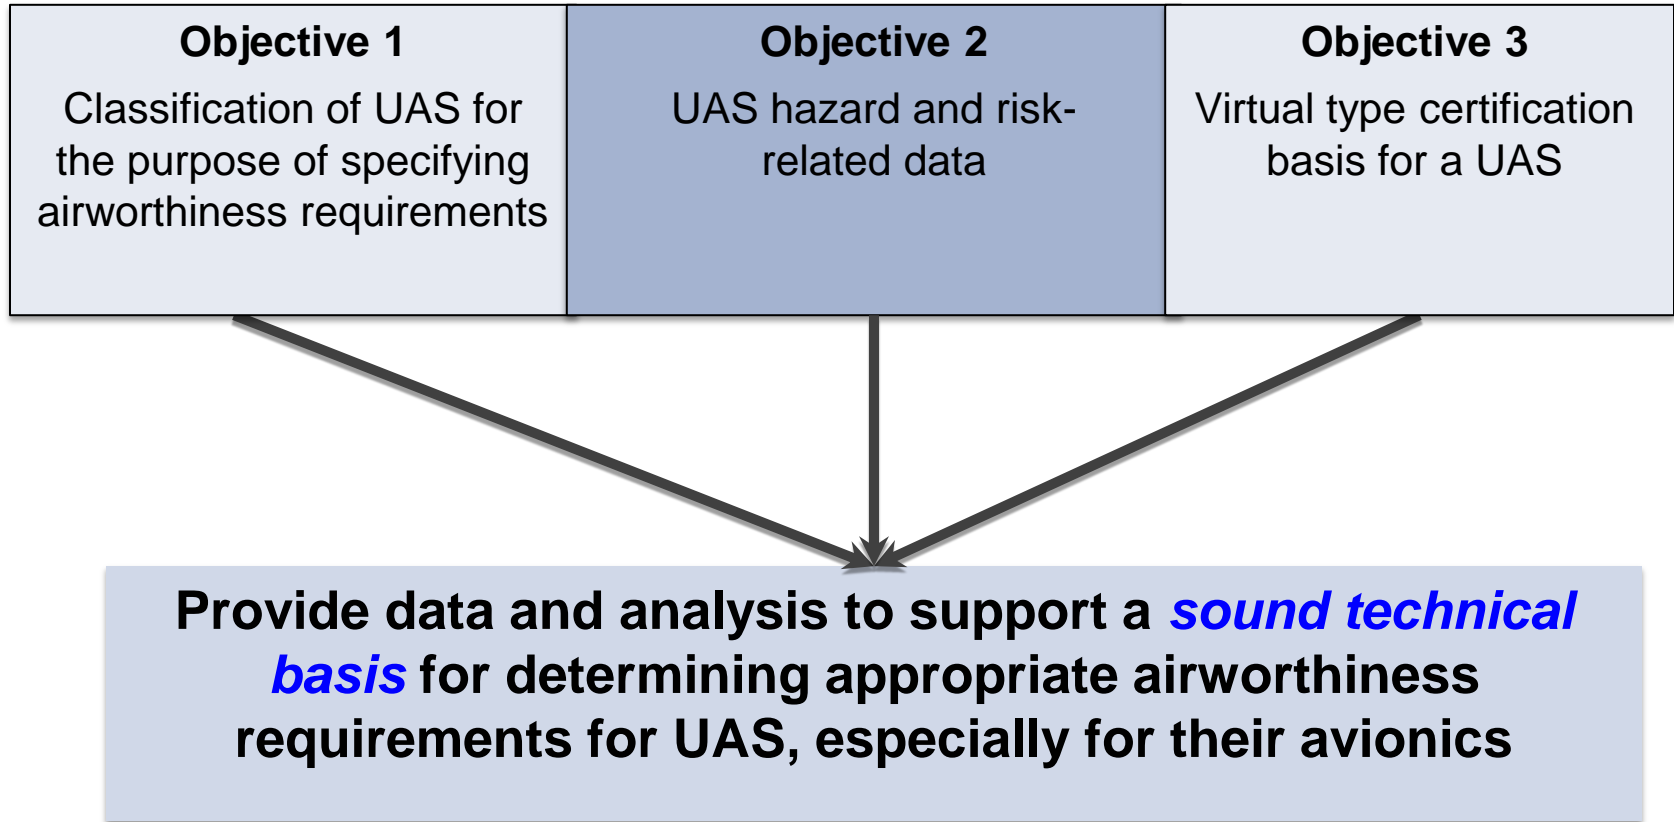 Objective 1
Classification of UAS for
the purpose of specifying
airworthiness requirements
Objective 2
UAS hazard and risk-
related data
Objective 3
Virtual type certification
basis for a UAS
Provide data and analysis to support a sound technical
basis for determining appropriate airworthiness
requirements for UAS, especially for their avionics